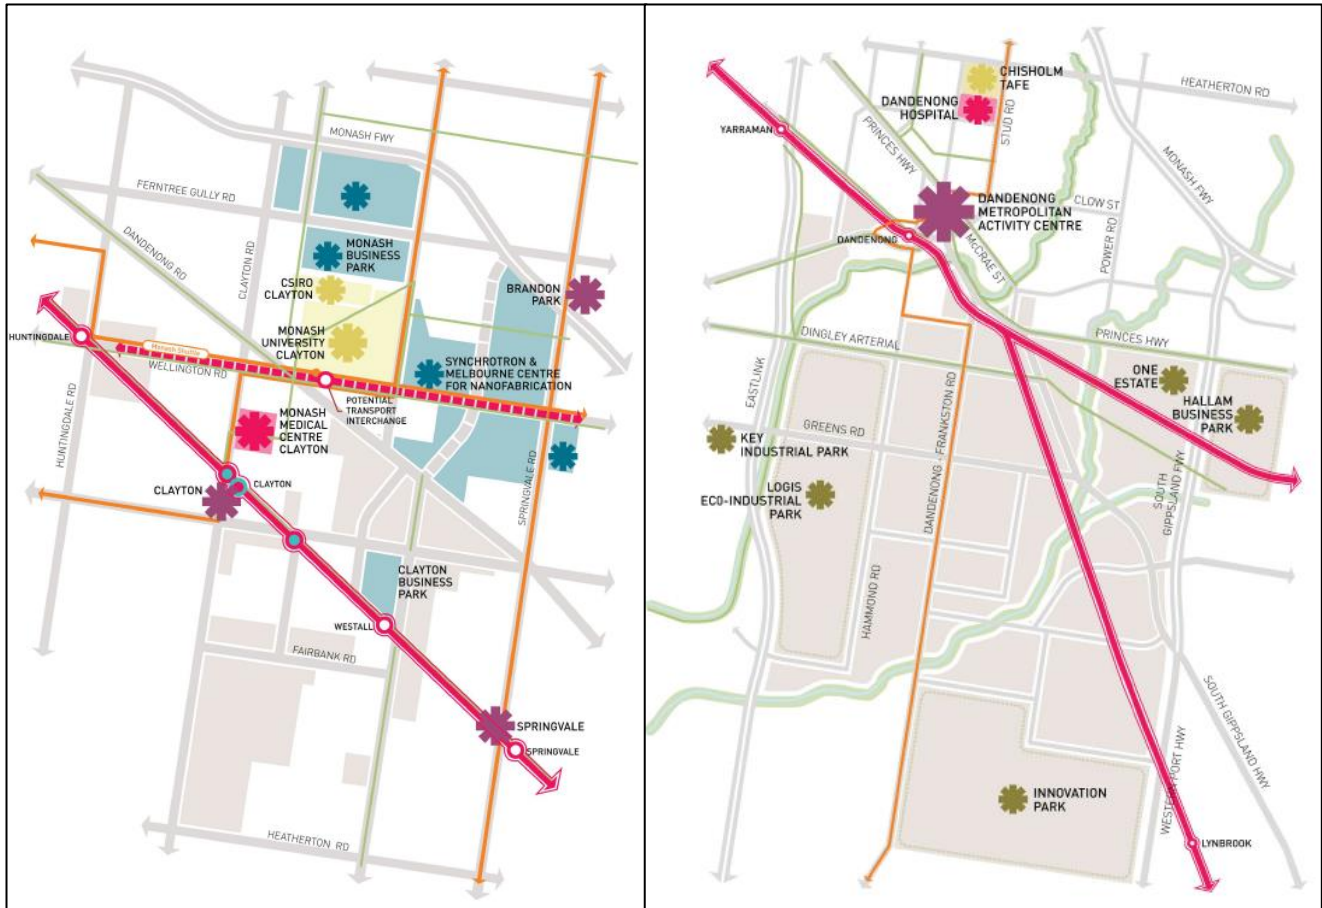 MONASH FWY
FERNTREE GULLY RD
DANDENONG RD
CLAYTON RD
MONASH
BUSINESS
PARK
CSIRO
CLAYTON
BRANDON
PARK
MONASH
UNIVERSITY
CLAYTON
HUNTINGDALE
Monash Shuttle
WELLINGTON RD
SYNCHROTRON &
MELBOURNE CENTRE
FOR NANOFABRICATION
POTENTIAL
TRANSPORT
INTERCHANGE
HUNTINGDALE RD
MONASH
MEDICAL
CENTRE
CLAYTON
CLAYTON
CLAYTON
SPRINGVALE RD
CLAYTON
BUSINESS
PARK
WESTALL
FAIRBANK RD
SPRINGVALE
SPRINGVALE
HEATHERTON RD
CHISHOLM
TAFE
HEATHERTON RD
DANDENONG
HOSPITAL
STUD RD
YARRAMAN
PRINCES HWY
MONASH FWY
DANDENONG
METROPOLITAN
ACTIVITY CENTRE
CLOW ST
DANDENONG
McCRAE ST
POWER RD
DINGLEY ARTERIAL
PRINCES HWY
EASTLINK
ONE
ESTATE
HALLAM
BUSINESS
PARK
GREENS RD
KEY
INDUSTRIAL PARK
DANDENONG - FRANKSTON RD
LOGIS
ECO-INDUSTRIAL
PARK
SOUTH
GIPPSLAND FWY
HAMMOND RD
SOUTH GIPPSLAND HWY
INNOVATION
PARK
WESTERN PORT HWY
LYNBROOK